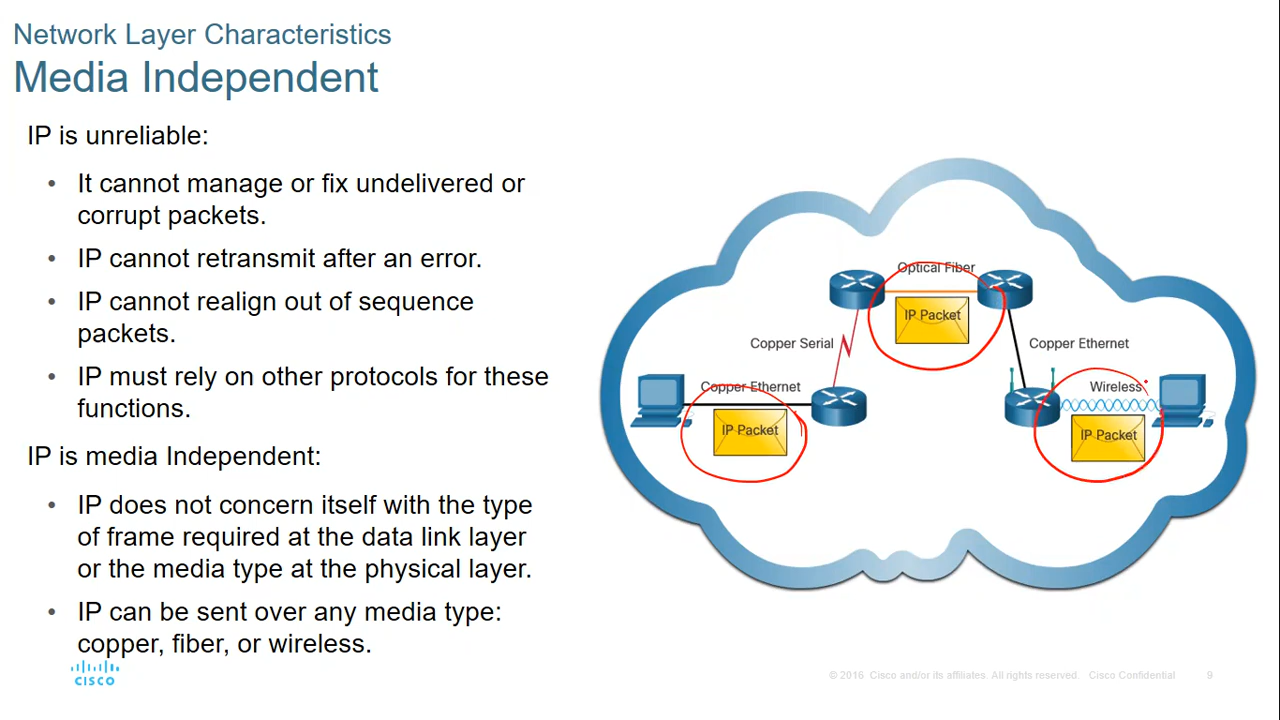 Network Layer Characteristics
Media Independent
IP is unreliable:
• It cannot manage or fix undelivered or
corrupt packets.
• IP cannot retransmit after an error.
• IP cannot realign out of sequence
packets.
• IP must rely on other protocols for these
functions.
IP is media Independent:
• IP does not concern itself with the type
of frame required at the data link layer
or the media type at the physical layer.
• IP can be sent over any media type:
copper, fiber, or wireless.
Optical Fiber
IP Packet
Copper Serial
Copper Ethernet
Copper Ethernet
IP Packet
Wireless
IP Packet
CISCO
© 2016 Cisco and/or its affiliates. All rights reserved. Cisco Confidential
9